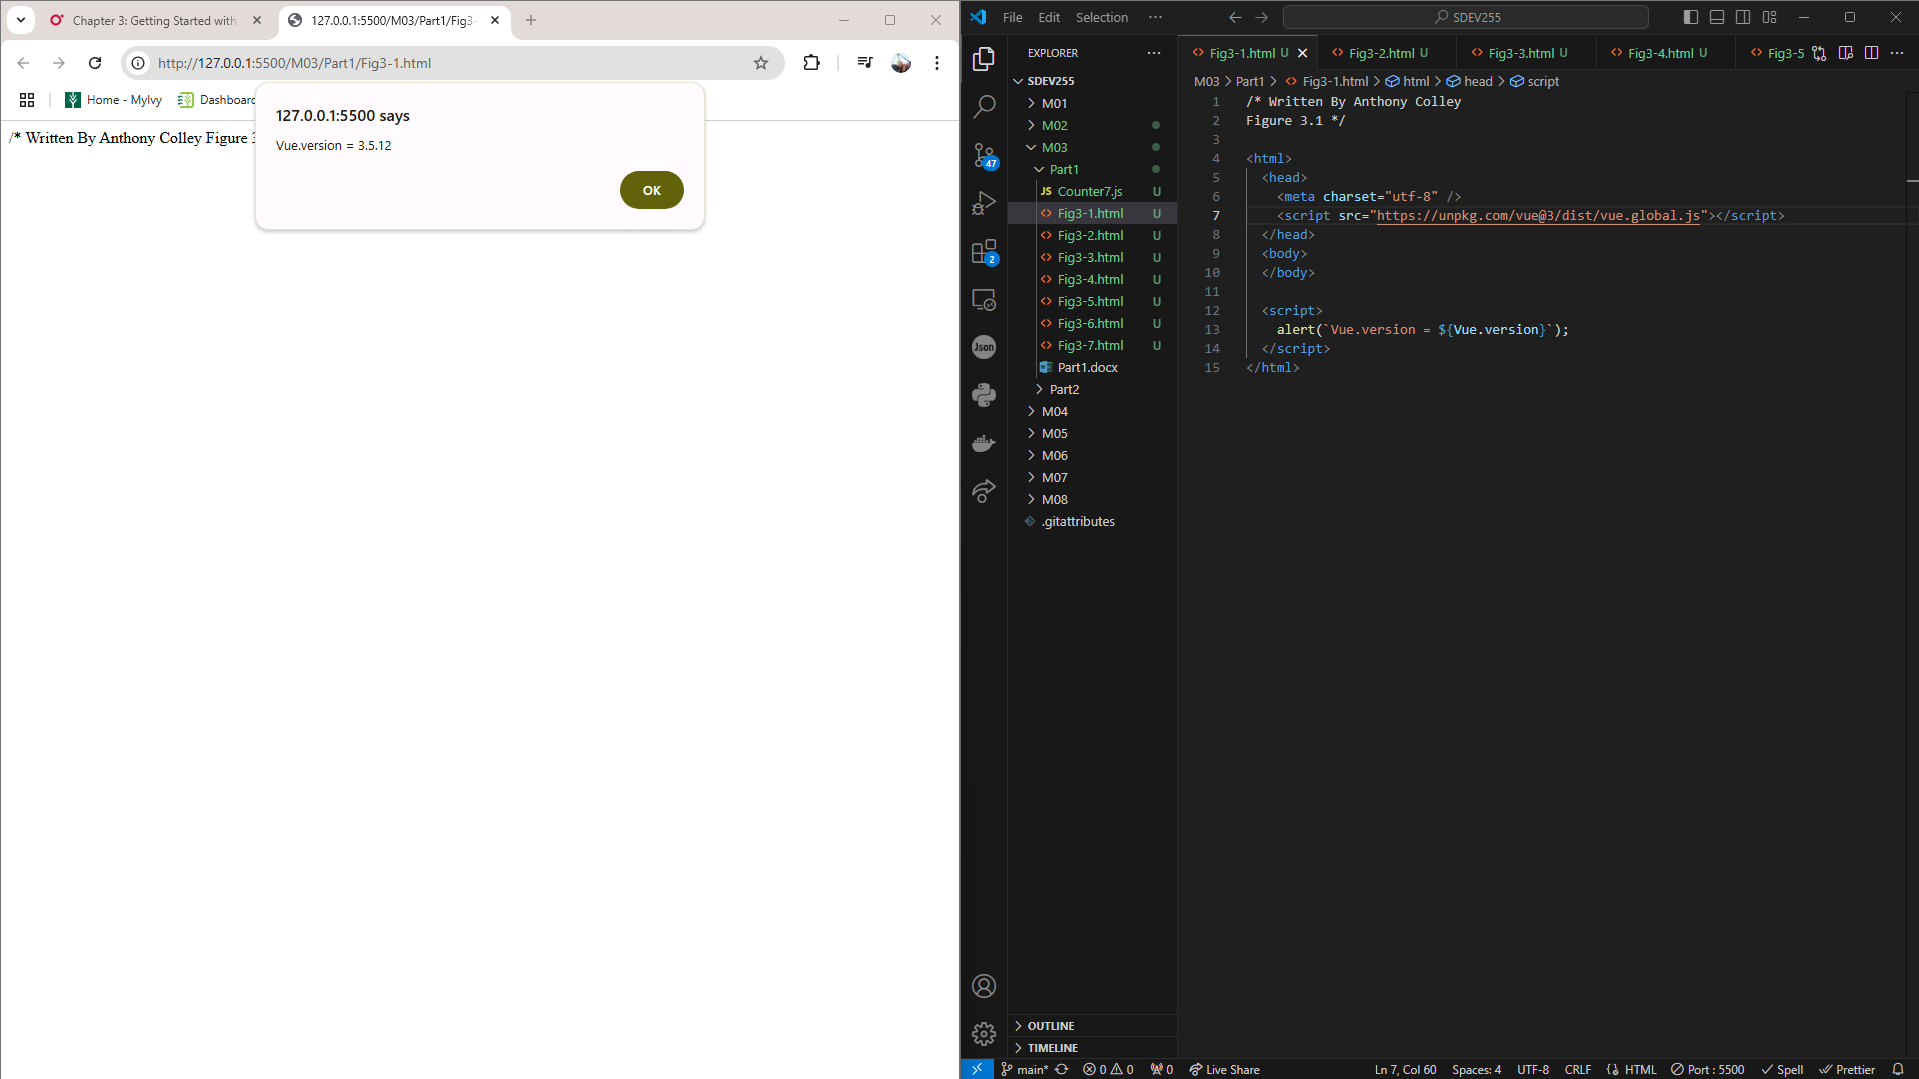 Chapter 3: Getting Started with
127.0.0.1:5500/M03/Part1/Fig3-
http://127.0.0.1:5500/M03/Part1/Fig3-1.html
Home - MyIvy
Dashboard
127.0.0.1:5500 says
Vue.version = 3.5.12
OK
/* Written By Anthony Colley Figure 3
File Edit Selection ···
SDEV255
EXPLORER
SDEV255
M01
M02
M03
Part1
JS Counter7.js U
Fig3-1.html U
Fig3-2.html U
Fig3-3.html U
Fig3-4.html U
Fig3-5.html U
Fig3-6.html U
Fig3-7.html U
Part1.docx
Part2
M04
M05
M06
M07
M08
.gitattributes
OUTLINE
TIMELINE
47
2
Json
Fig3-1.html U
Fig3-2.html U
Fig3-3.html U
Fig3-4.html U
Fig3-5
M03 > Part1 > Fig3-1.html > html > head > script
1 /* Written By Anthony Colley
2 Figure 3.1 */
3
4 <html>
5 <head>
6 <meta charset="utf-8" />
7 <script src="https://unpkg.com/vue@3/dist/vue.global.js"></script>
8 </head>
9 <body>
10 </body>
11
12 <script>
13 alert(`Vue.version = ${Vue.version}`);
14 </script>
15 </html>
main* 0 0 0 Live Share
Ln 7, Col 60 Spaces: 4 UTF-8 CRLF HTML Port : 5500 Spell Prettier